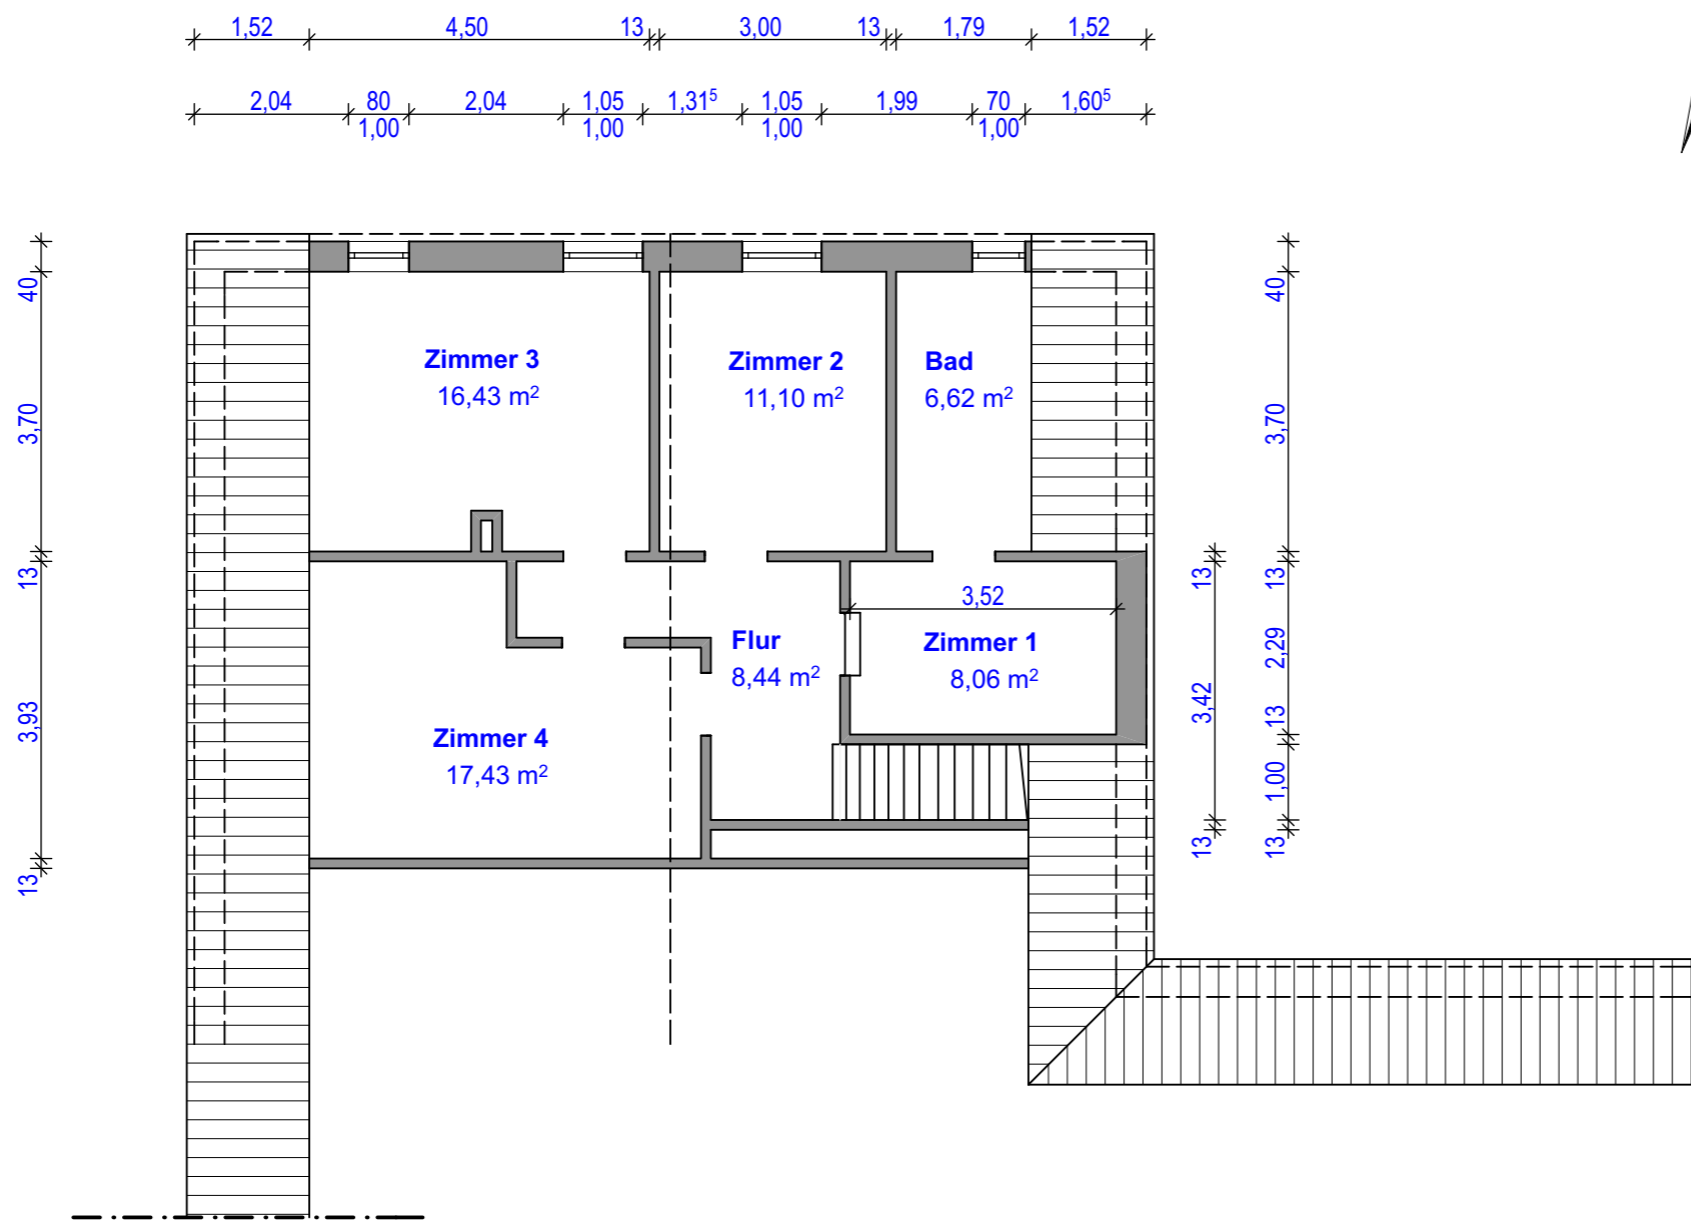 1,52 4,50 13 3,00 13 1,79 1,52
2,04 80 2,04 1,05 1,31⁵ 1,05 1,99 70 1,60⁵
1,00 1,00 1,00 1,00
40
3,70
13
3,93
13
Zimmer 3
16,43 m²
Zimmer 2
11,10 m²
Bad
6,62 m²
3,52
Flur
8,44 m²
Zimmer 1
8,06 m²
Zimmer 4
17,43 m²
13
3,42
13
40
3,70
13
2,29
13
1,00
13